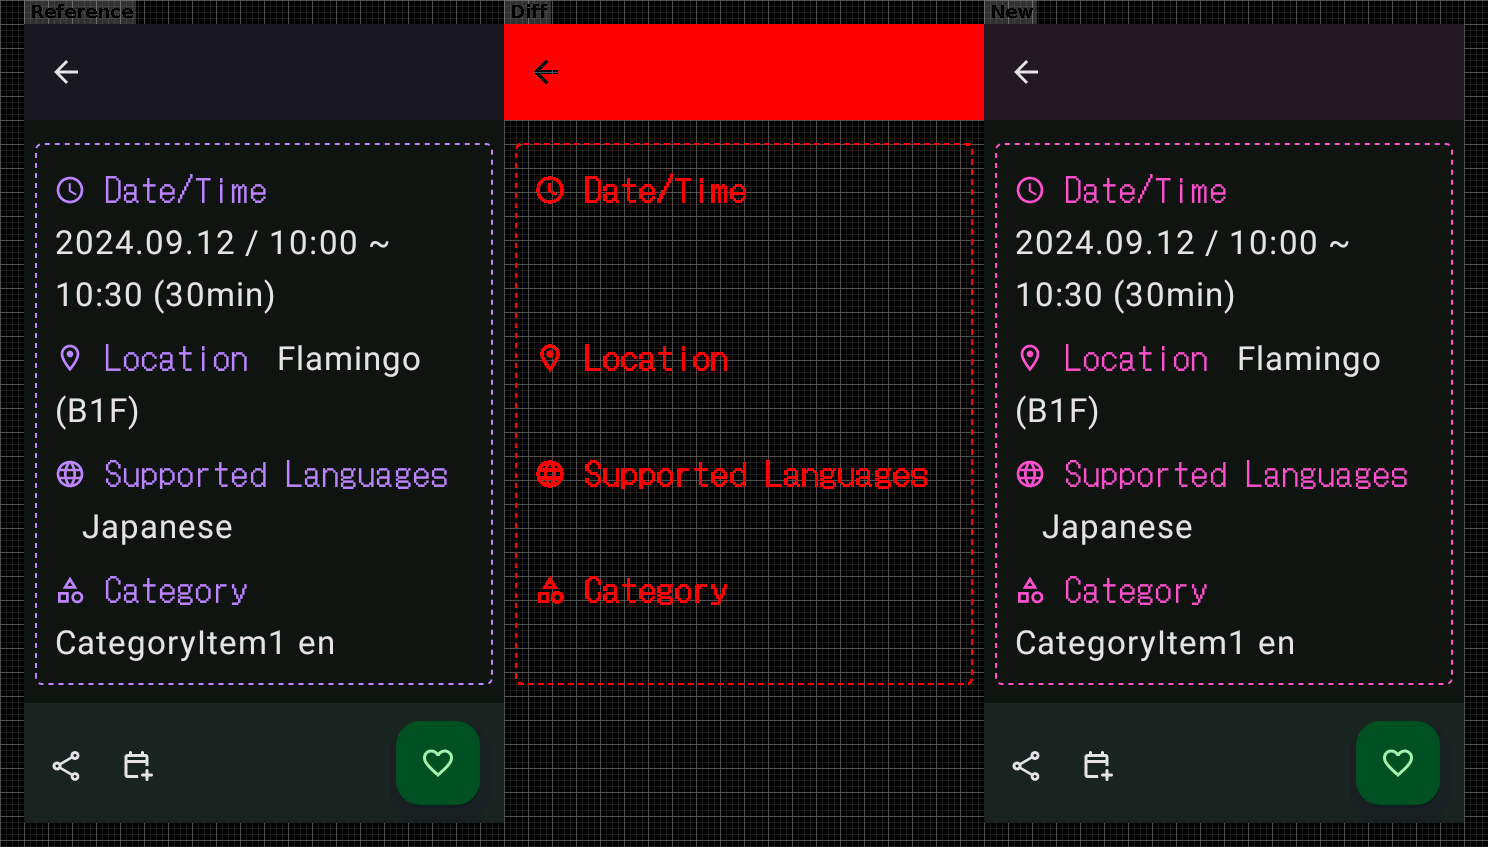 Reference
Diff
New
Date/Time
2024.09.12 / 10:00 ~
10:30 (30min)
Location Flamingo
(B1F)
Supported Languages
Japanese
Category
CategoryItem1 en
Date/Time
Location
Supported Languages
Category
Date/Time
2024.09.12 / 10:00 ~
10:30 (30min)
Location Flamingo
(B1F)
Supported Languages
Japanese
Category
CategoryItem1 en